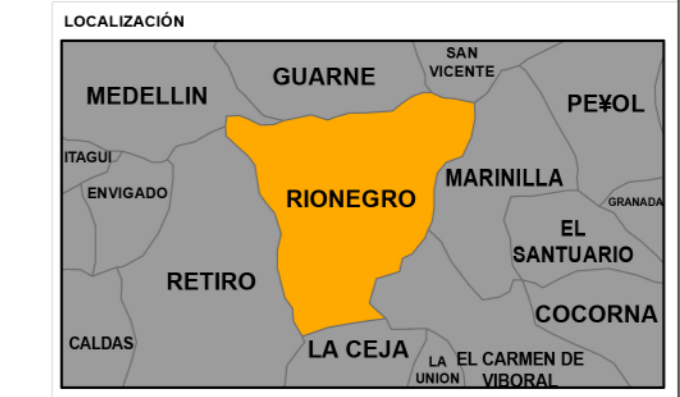 LOCALIZACIÓN
SAN
VICENTE
GUARNE
MEDELLIN
PE¥OL
ITAGUI
MARINILLA
ENVIGADO
RIONEGRO
GRANADA
EL
SANTUARIO
RETIRO
COCORNA
CALDAS
LA CEJA
LA
UNION
EL CARMEN DE
VIBORAL